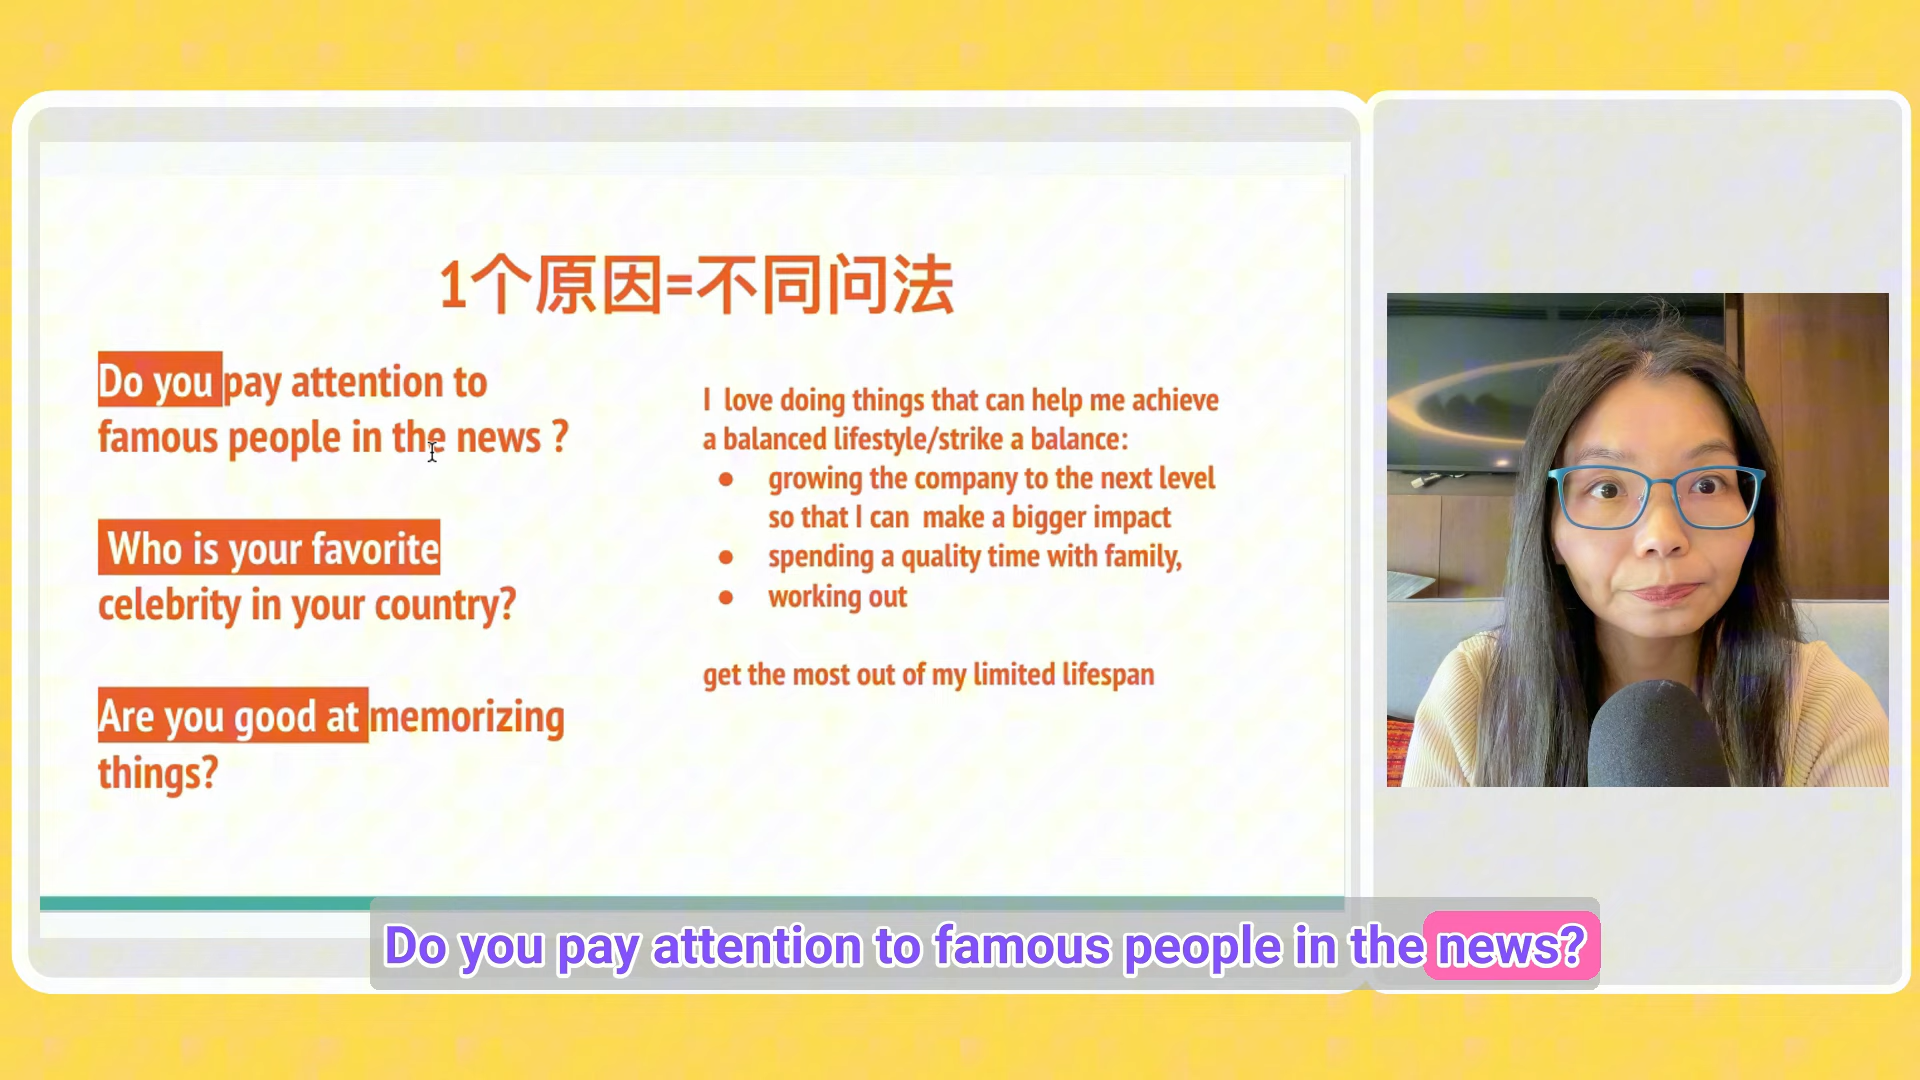 1个原因=不同问法
Do you pay attention to
famous people in the news ?
Who is your favorite
celebrity in your country?
Are you good at memorizing
things?
I love doing things that can help me achieve
a balanced lifestyle/strike a balance:
● growing the company to the next level
so that I can make a bigger impact
● spending a quality time with family,
● working out
get the most out of my limited lifespan
Do you pay attention to famous people in the news?